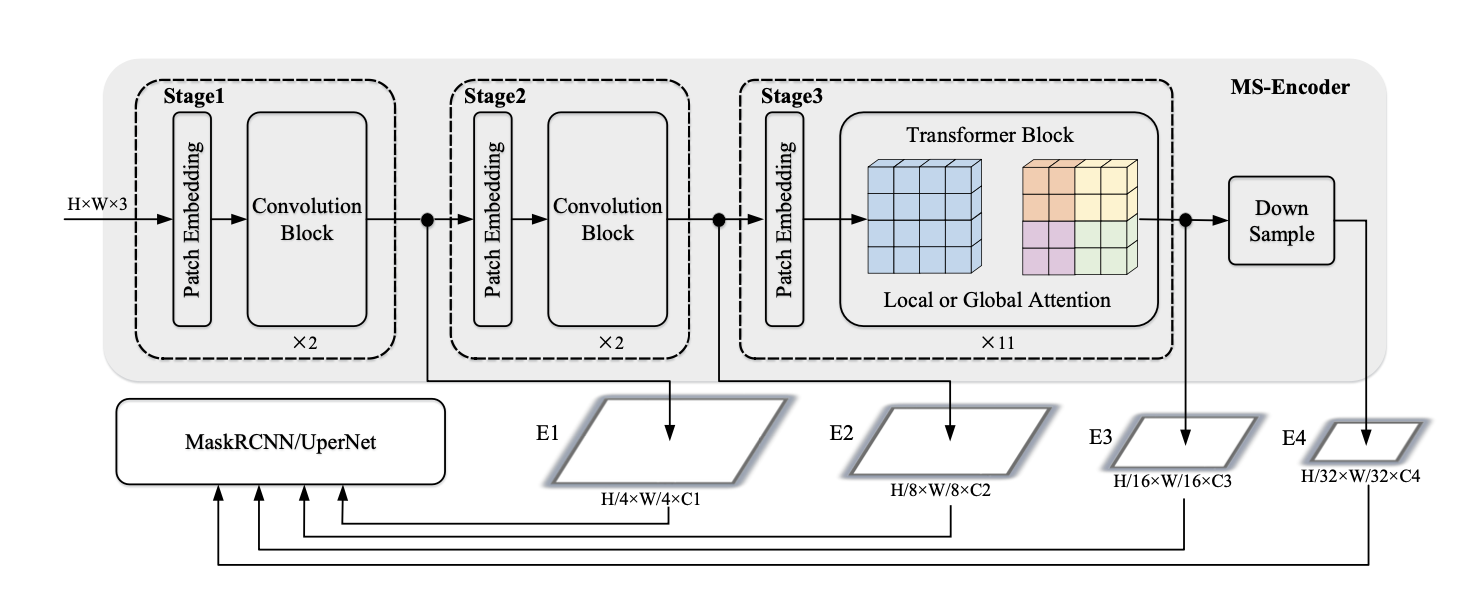 MS-Encoder
Stage1
Stage2
Stage3
H×W×3
Patch Embedding
Convolution
Block
×2
Patch Embedding
Convolution
Block
×2
Patch Embedding
Transformer Block
Local or Global Attention
×11
Down
Sample
MaskRCNN/UperNet
E1
H/4×W/4×C1
E2
H/8×W/8×C2
E3
H/16×W/16×C3
E4
H/32×W/32×C4